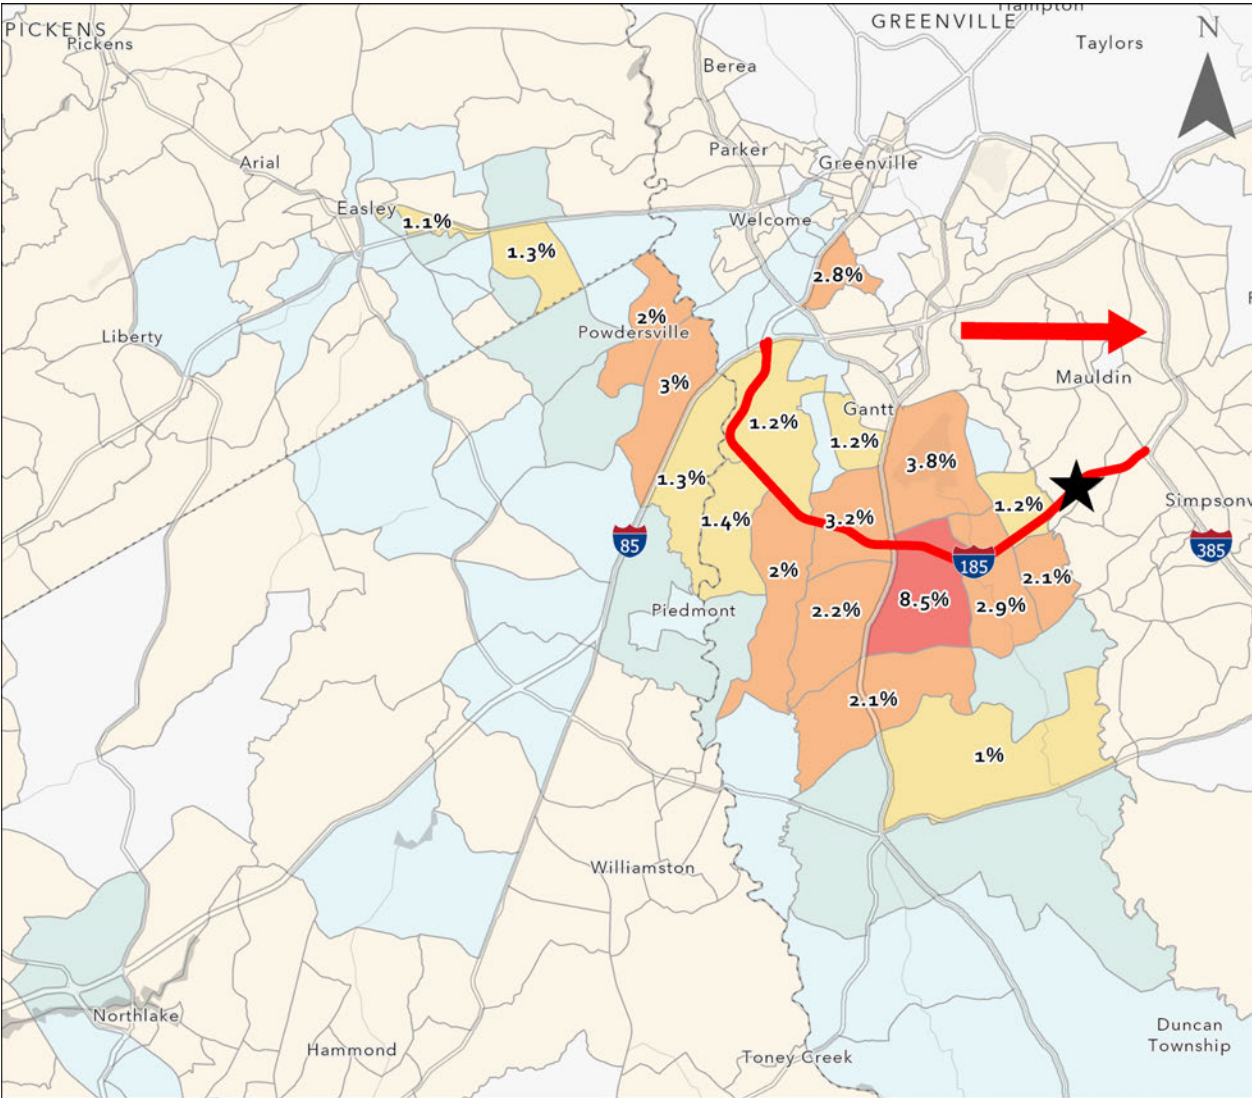 PICKENS
Pickens
Hampton
GREENVILLE
Taylors
N
Berea
Arial
Parker
Greenville
Easley
1.1%
Welcome
1.3%
2.8%
2%
Powdersville
Liberty
3%
Mauldin
Gantt
1.2%
1.2%
3.8%
1.3%
1.2%
Simpsonv
1.4%
3.2%
85
385
185
2%
2.1%
2.2%
8.5%
2.9%
Piedmont
2.1%
1%
Williamston
Northlake
Hammond
Toney Creek
Duncan
Township